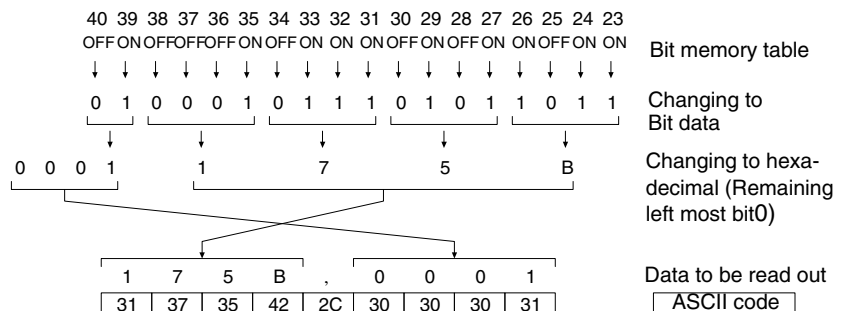 40 39 38 37 36 35 34 33 32 31 30 29 28 27 26 25 24 23
OFF ON OFF OFF OFF ON OFF ON ON ON OFF ON OFF ON ON OFF ON ON
Bit memory table
0 1 0 0 0 1 0 1 1 1 0 1 0 1 1 0 1 1
Changing to
Bit data
0 0 0 1 1 7 5 B
Changing to hexa-
decimal (Remaining
left most bit0)
1 7 5 B , 0 0 0 1
Data to be read out
31 37 35 42 2C 30 30 30 31
ASCII code